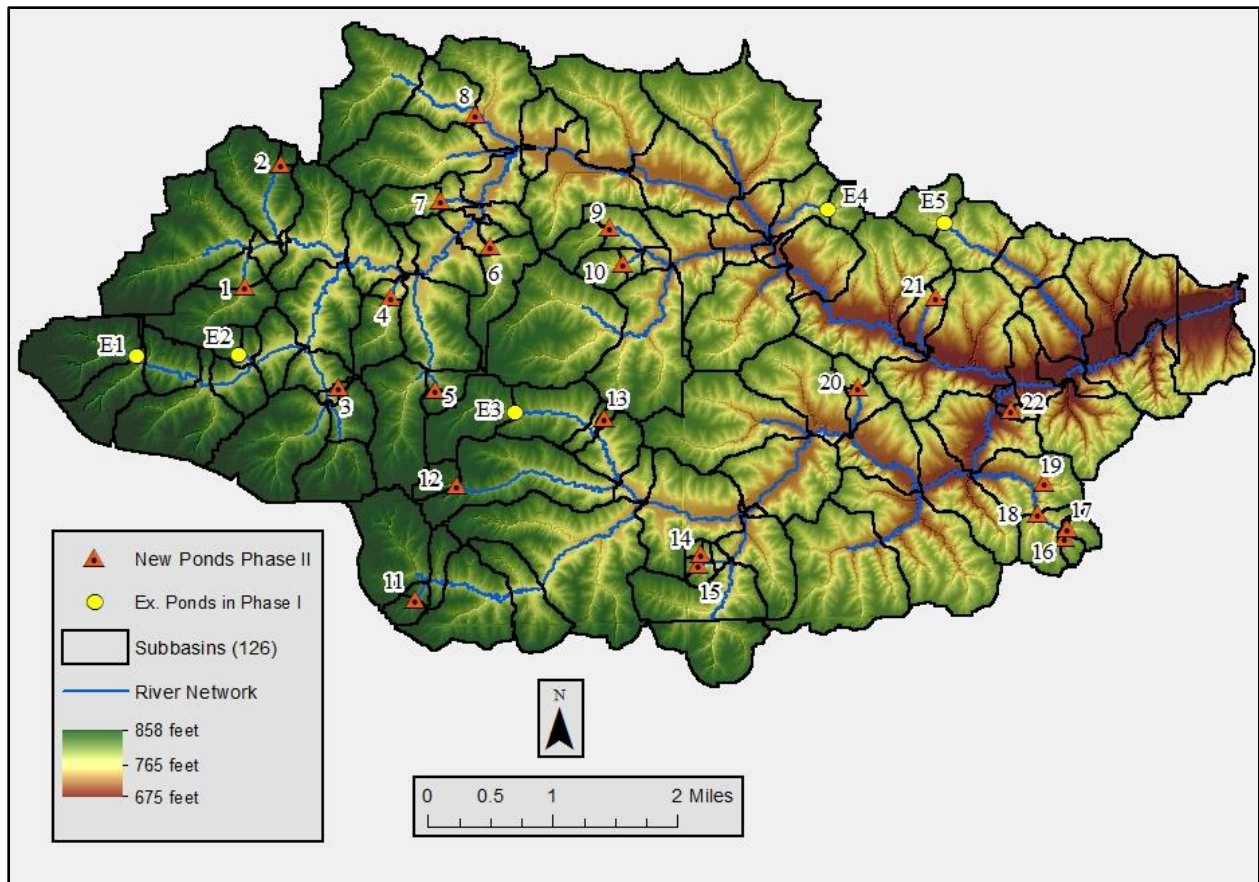 8
2
E4
E5
7
9
6
10
1
21
4
E1
E2
20
3
5
E3
13
22
12
19
18
17
16
14
15
11
New Ponds Phase II
Ex. Ponds in Phase I
Subbasins (126)
River Network
858 feet
765 feet
675 feet
N
0 0.5 1 2 Miles